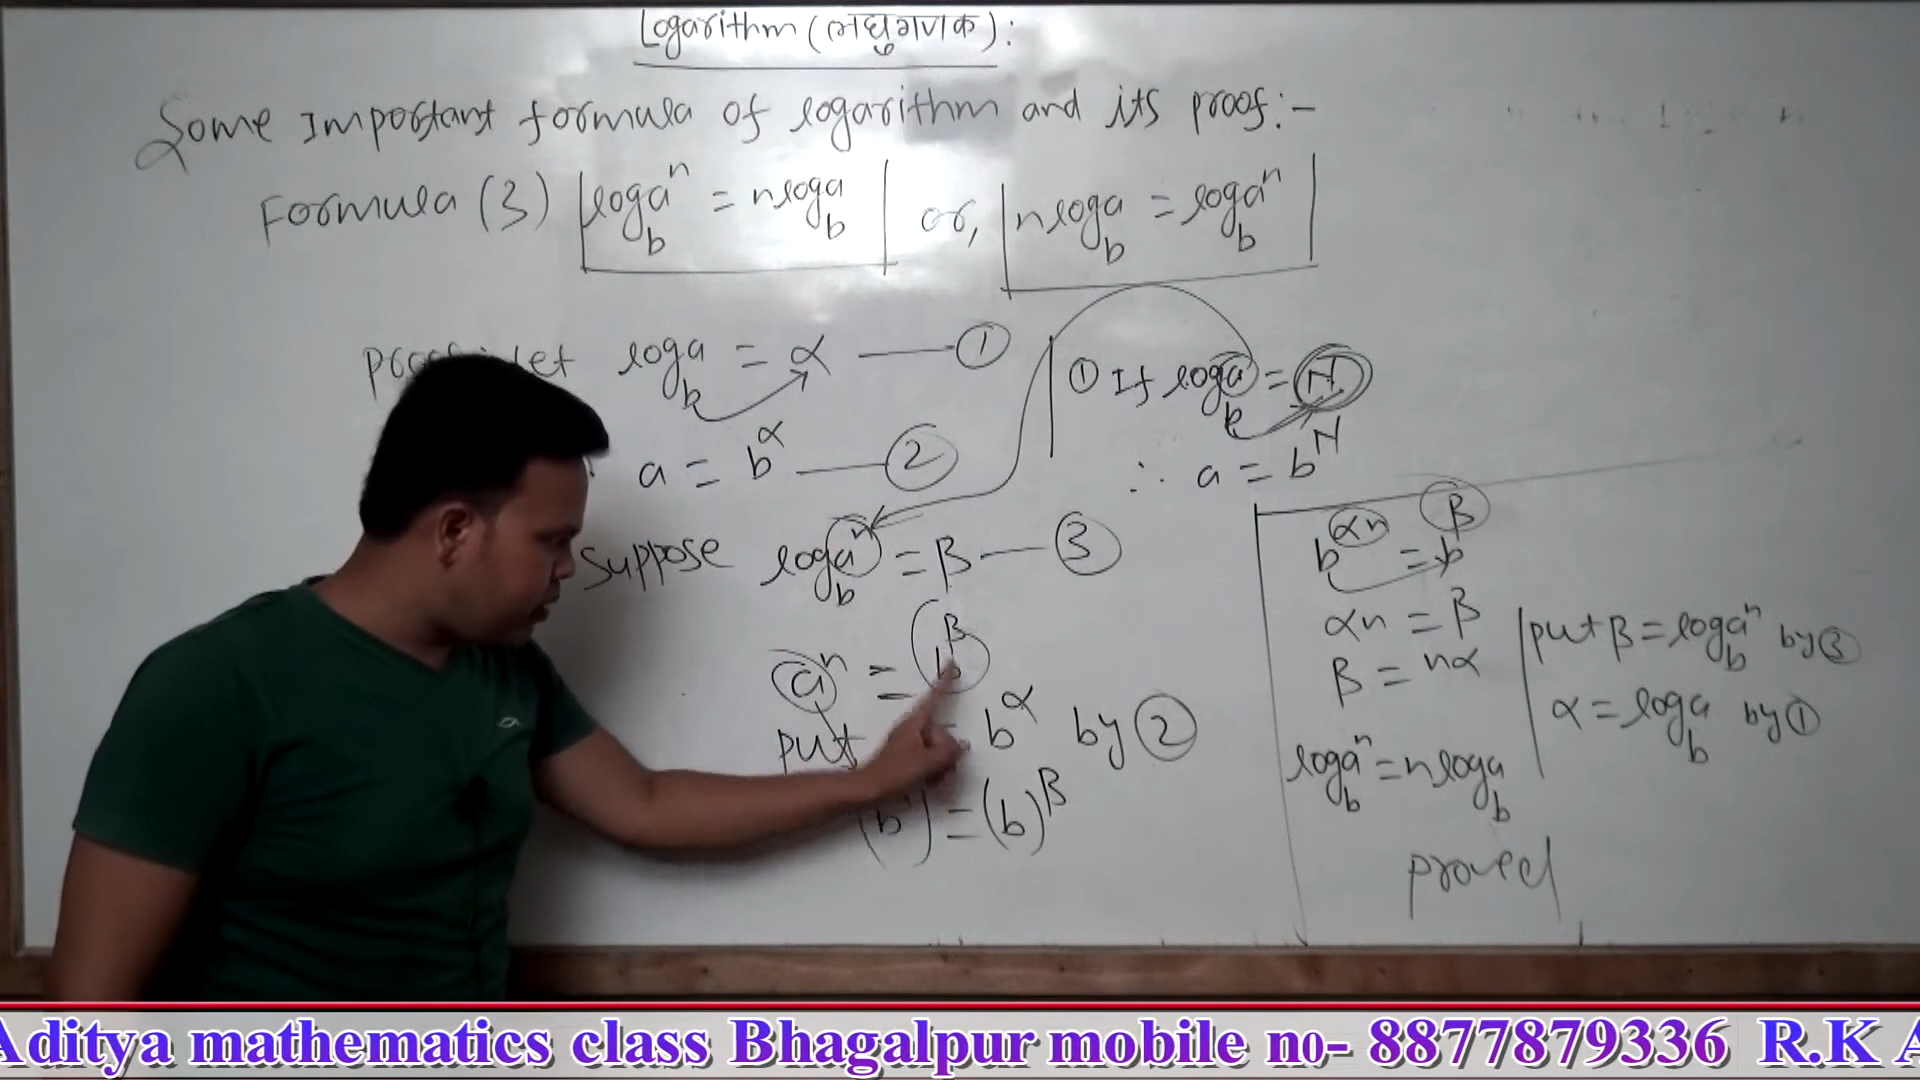 Logarithm (लघुगणक):
Some Important formula of logarithm and its proof:-
Formula (3) log_b a^n = n log_b a or, n log_b a = log_b a^n
let log_b a = α — ①
a = b^α — ②
Suppose log_b a^n = β — ③
a^n = b^β
put = b^α by ②
(b) = (b)^β
① If log_b a = N
∴ a = b^N
b^αn = b^β
αn = β
β = nα
log_b a^n = n log_b a
proved
put β = log_b a^n by ③
α = log_b a by ①
Aditya mathematics class Bhagalpur mobile no- 8877879336 R.K A